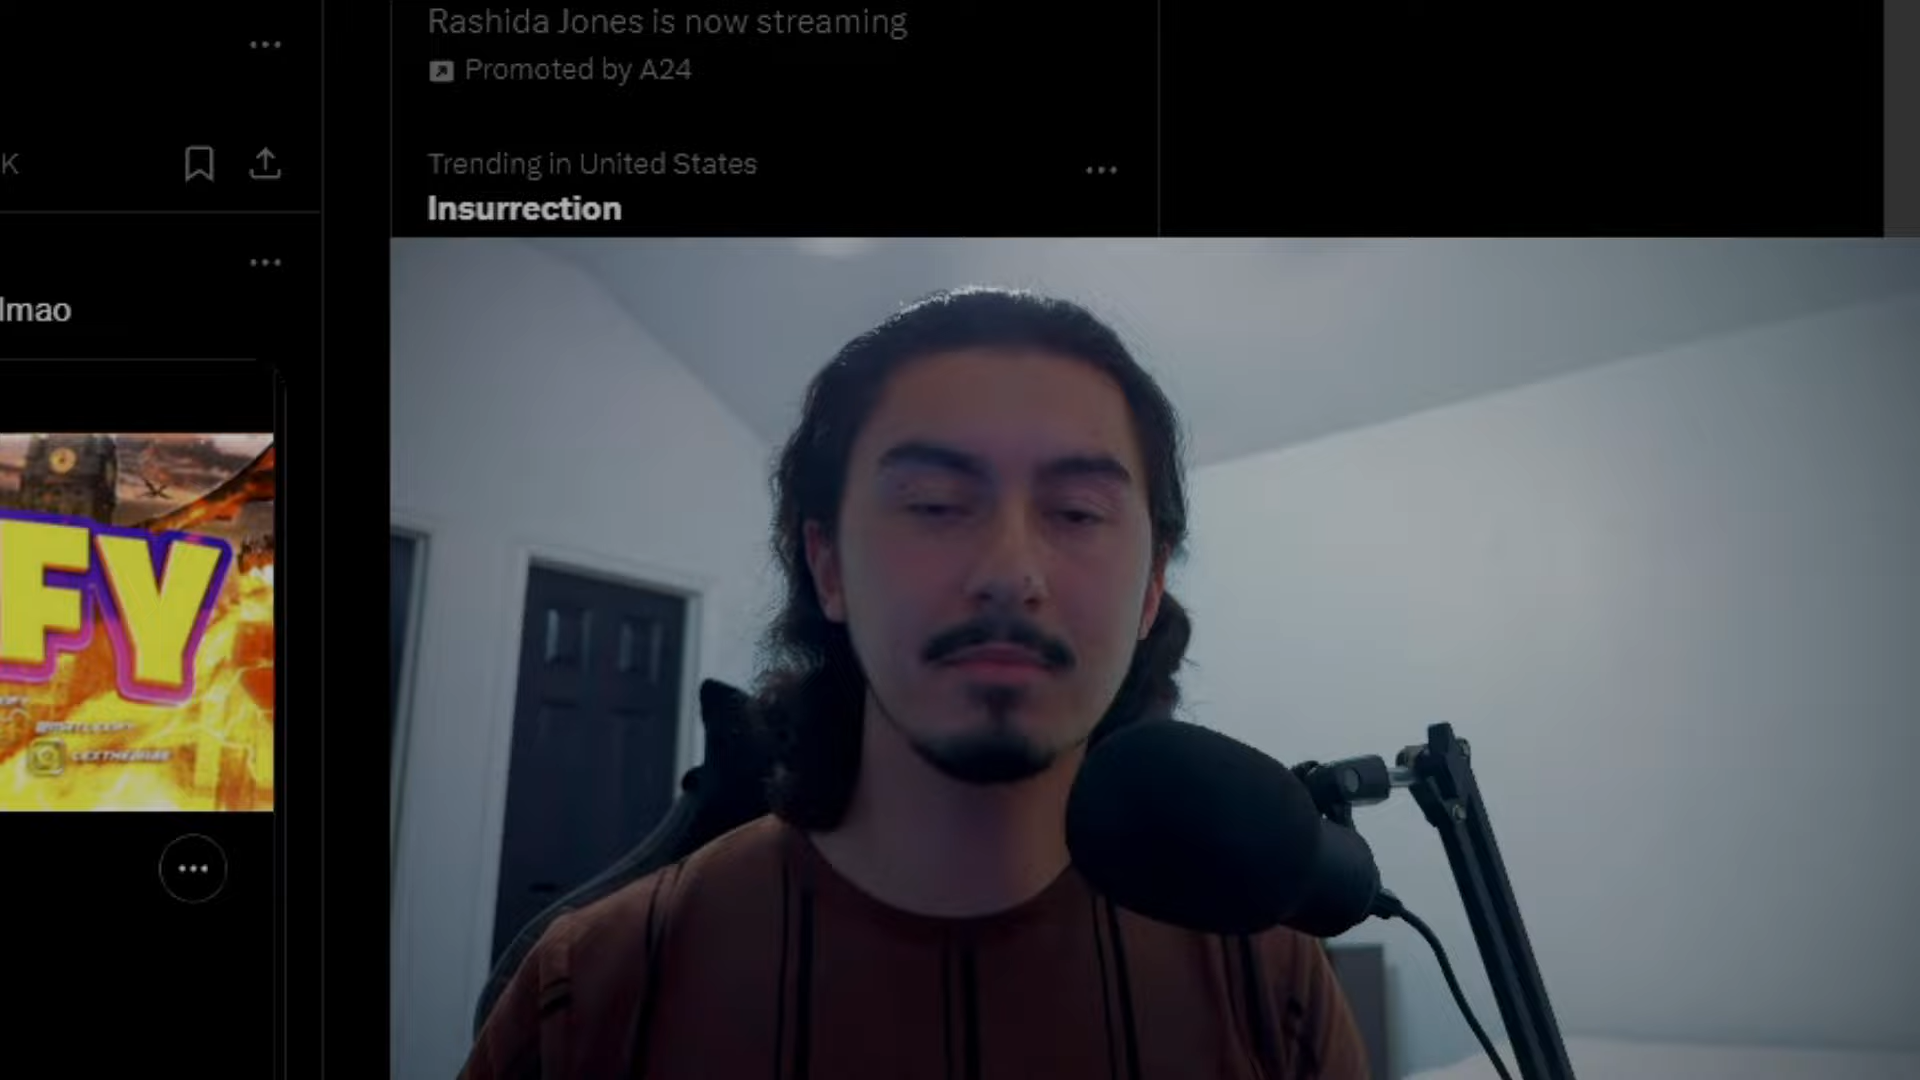 Rashida Jones is now streaming
Promoted by A24
K
Trending in United States
Insurrection
lmao
FY